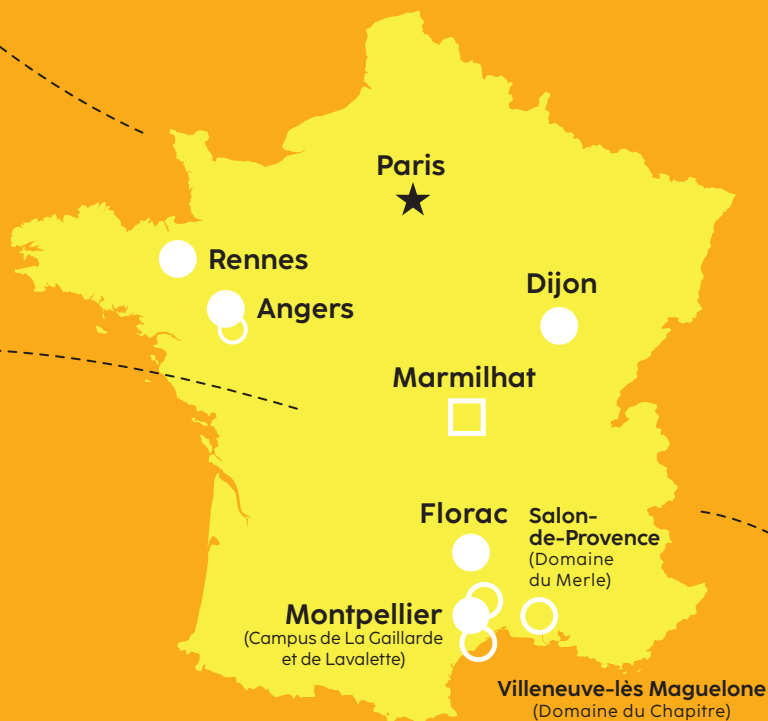 Paris
Rennes
Dijon
Angers
Marmilhat
Florac
Salon-
de-Provence
(Domaine
du Merle)
Montpellier
(Campus de La Gaillarde
et de Lavalette)
Villeneuve-lès Maguelone
(Domaine du Chapitre)